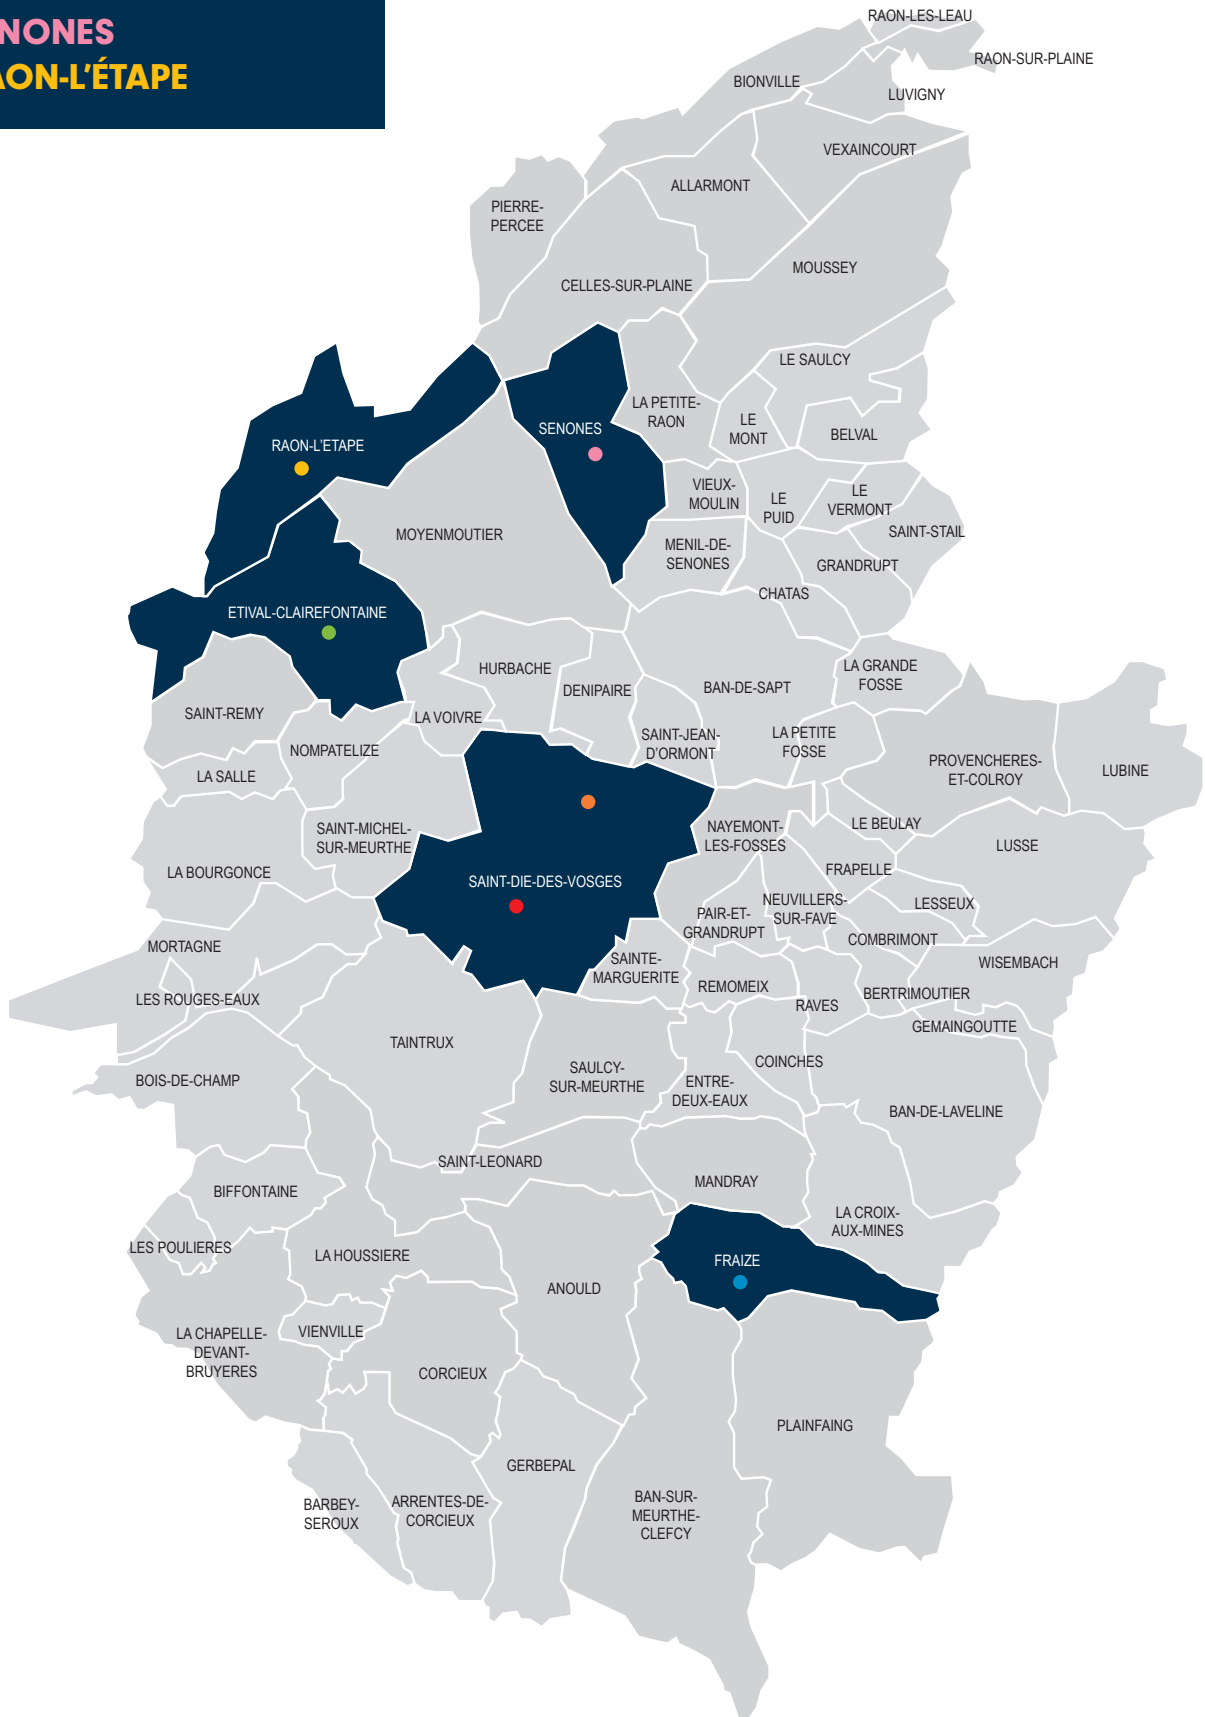 NONES
AON-L'ÉTAPE
RAON-LES-LEAU
RAON-SUR-PLAINE
BIONVILLE
LUVIGNY
VEXAINCOURT
ALLARMONT
PIERRE-
PERCEE
MOUSSEY
CELLES-SUR-PLAINE
LE SAULCY
LA PETITE-
RAON
LE
MONT
SENONES
BELVAL
RAON-L'ETAPE
VIEUX-
MOULIN
LE
PUID
LE
VERMONT
MOYENMOUTIER
SAINT-STAIL
MENIL-DE-
SENONES
GRANDRUPT
CHATAS
ETIVAL-CLAIREFONTAINE
HURBACHE
LA GRANDE
FOSSE
DENIPAIRE
BAN-DE-SAPT
SAINT-REMY
LA VOIVRE
SAINT-JEAN-
D'ORMONT
LA PETITE
FOSSE
NOMPATELIZE
PROVENCHERES-
ET-COLROY
LUBINE
LA SALLE
SAINT-MICHEL-
SUR-MEURTHE
NAYEMONT-
LES-FOSSES
LE BEULAY
LUSSE
LA BOURGONCE
FRAPELLE
SAINT-DIE-DES-VOSGES
NEUVILLERS-
SUR-FAVE
LESSEUX
PAIR-ET-
GRANDRUPT
COMBRIMONT
MORTAGNE
SAINTE-
MARGUERITE
WISEMBACH
REMOMEIX
BERTRIMOUTIER
LES ROUGES-EAUX
RAVES
GEMAINGOUTTE
TAINTRUX
COINCHES
SAULCY-
SUR-MEURTHE
BOIS-DE-CHAMP
ENTRE-
DEUX-EAUX
BAN-DE-LAVELINE
SAINT-LEONARD
MANDRAY
BIFFONTAINE
LA CROIX-
AUX-MINES
LES POULIERES
LA HOUSSIERE
FRAIZE
ANOULD
LA CHAPELLE-
DEVANT-
BRUYERES
VIENVILLE
CORCIEUX
PLAINFAING
GERBEPAL
BARBEY-
SEROUX
ARRENTES-DE-
CORCIEUX
BAN-SUR-
MEURTHE-
CLEFCY